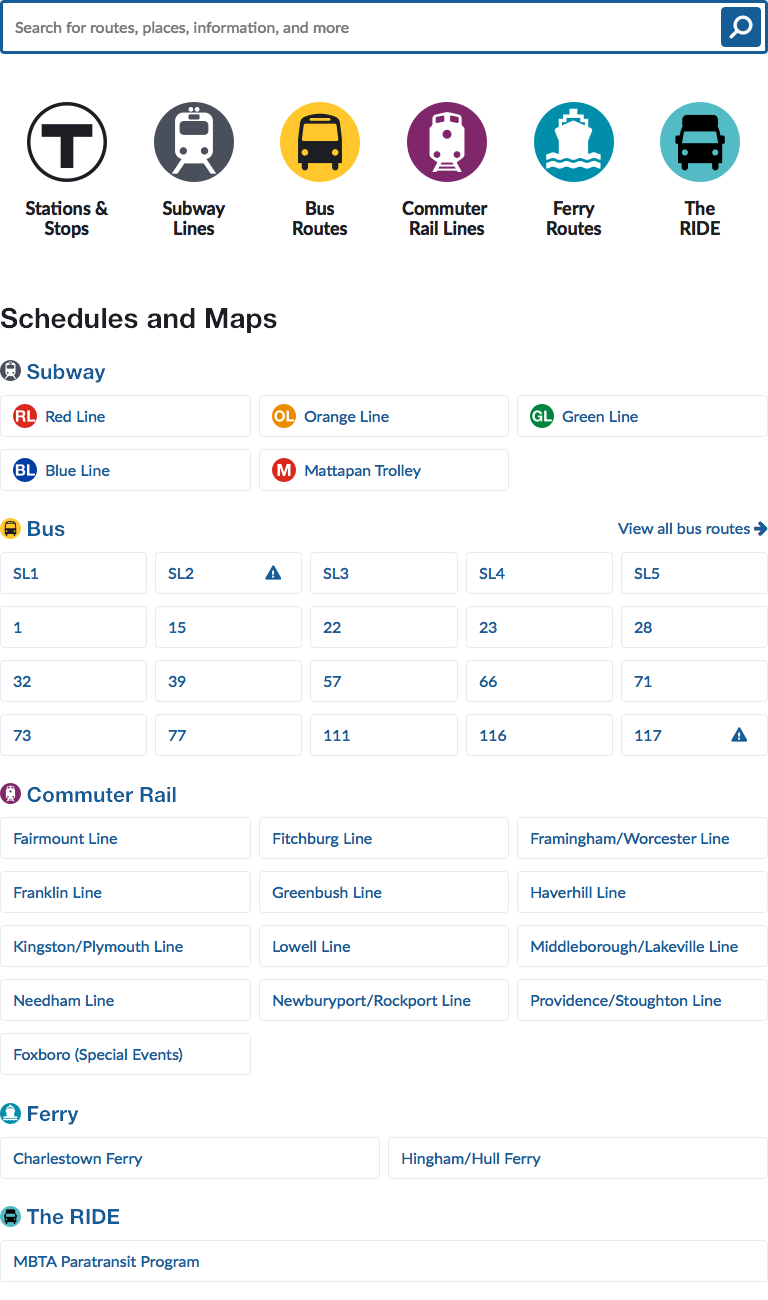 Search for routes, places, information, and more
T
Stations &
Stops
Subway
Lines
Bus
Routes
Commuter
Rail Lines
Ferry
Routes
The
RIDE
Schedules and Maps
Subway
RL Red Line
OL Orange Line
GL Green Line
BL Blue Line
M Mattapan Trolley
Bus
View all bus routes
SL1
SL2
SL3
SL4
SL5
1
15
22
23
28
32
39
57
66
71
73
77
111
116
117
Commuter Rail
Fairmount Line
Fitchburg Line
Framingham/Worcester Line
Franklin Line
Greenbush Line
Haverhill Line
Kingston/Plymouth Line
Lowell Line
Middleborough/Lakeville Line
Needham Line
Newburyport/Rockport Line
Providence/Stoughton Line
Foxboro (Special Events)
Ferry
Charlestown Ferry
Hingham/Hull Ferry
The RIDE
MBTA Paratransit Program